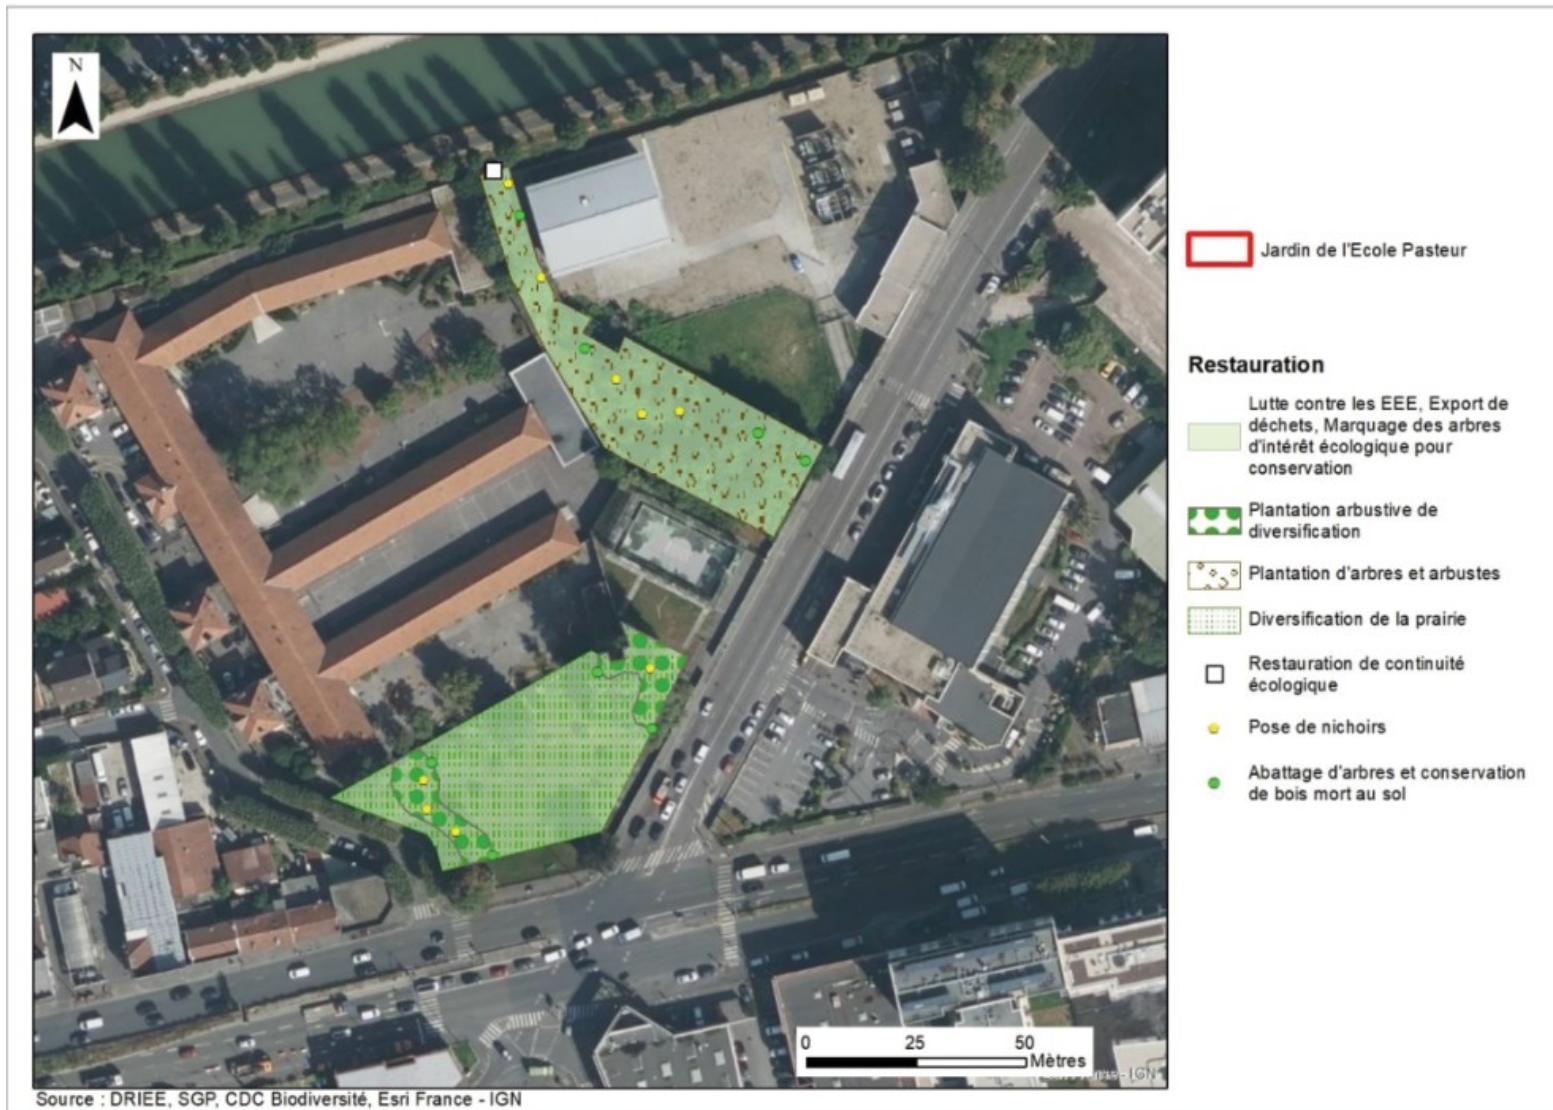 N
Jardin de l'Ecole Pasteur
Restauration
Lutte contre les EEE, Export de
déchets, Marquage des arbres
d'intérêt écologique pour
conservation
Plantation arbustive de
diversification
Plantation d'arbres et arbustes
Diversification de la prairie
Restauration de continuité
écologique
Pose de nichoirs
Abattage d'arbres et conservation
de bois mort au sol
0 25 50
Mètres
- IGN
Source : DRIEE, SGP, CDC Biodiversité, Esri France - IGN